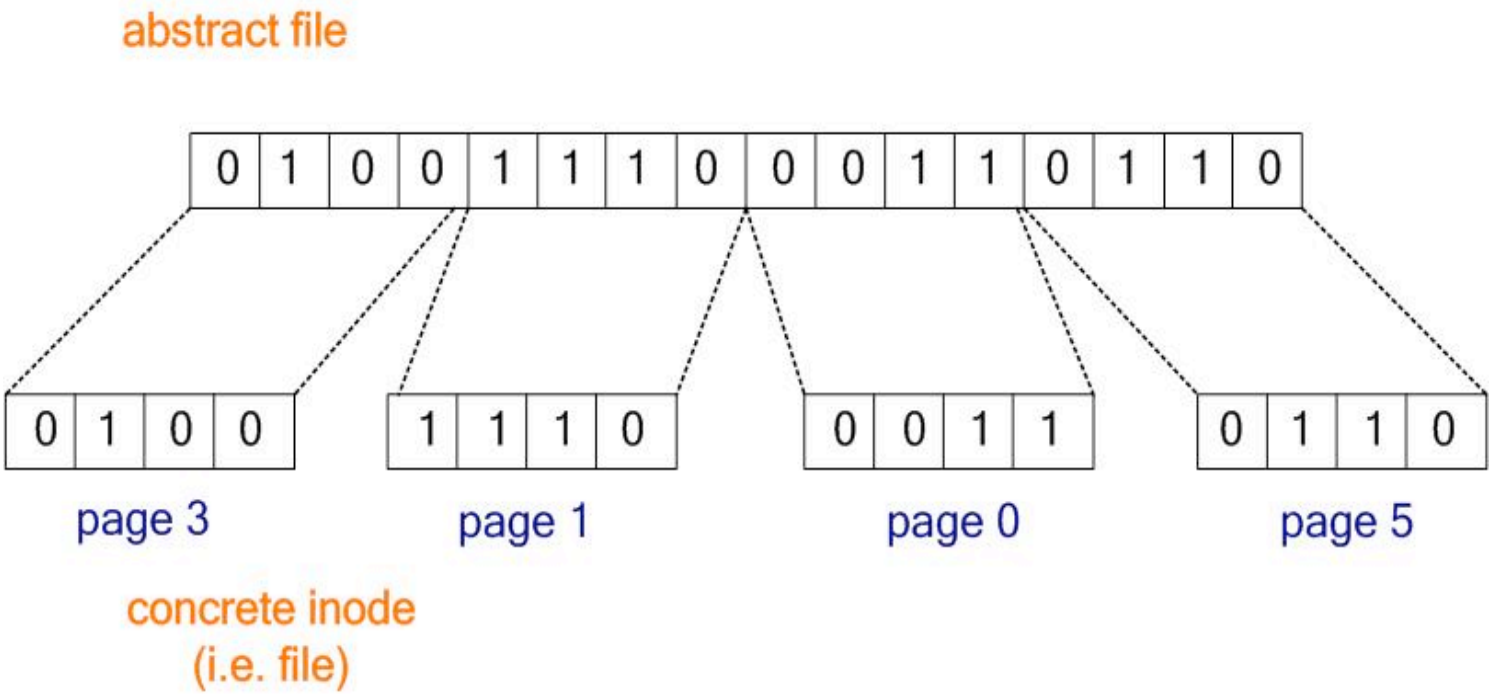 abstract file
0 1 0 0 1 1 1 0 0 0 1 1 0 1 1 0
0 1 0 0 1 1 1 0 0 0 1 1 0 1 1 0
page 3 page 1 page 0 page 5
concrete inode
(i.e. file)